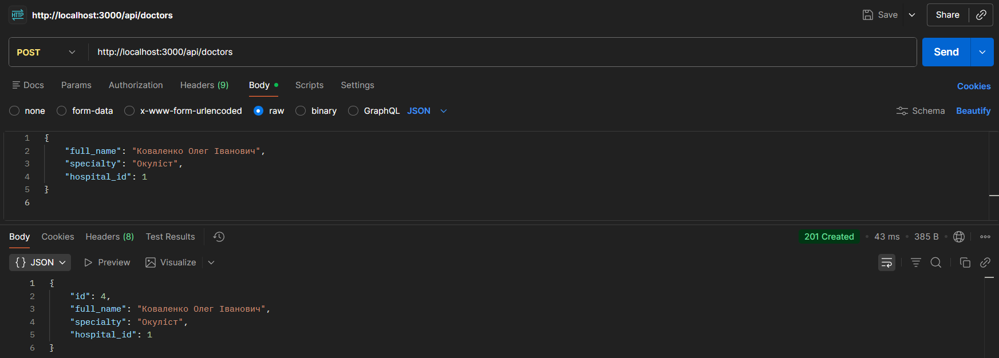 HTTP http://localhost:3000/api/doctors Save Share
POST http://localhost:3000/api/doctors Send
Docs Params Authorization Headers (9) Body Scripts Settings Cookies
none form-data x-www-form-urlencoded raw binary GraphQL JSON Schema Beautify
1 {
2 "full_name": "Коваленко Олег Іванович",
3 "specialty": "Окуліст",
4 "hospital_id": 1
5 }
6
Body Cookies Headers (8) Test Results 201 Created • 43 ms • 385 B •
{} JSON Preview Visualize
1 {
2 "id": 4,
3 "full_name": "Коваленко Олег Іванович",
4 "specialty": "Окуліст",
5 "hospital_id": 1
6 }